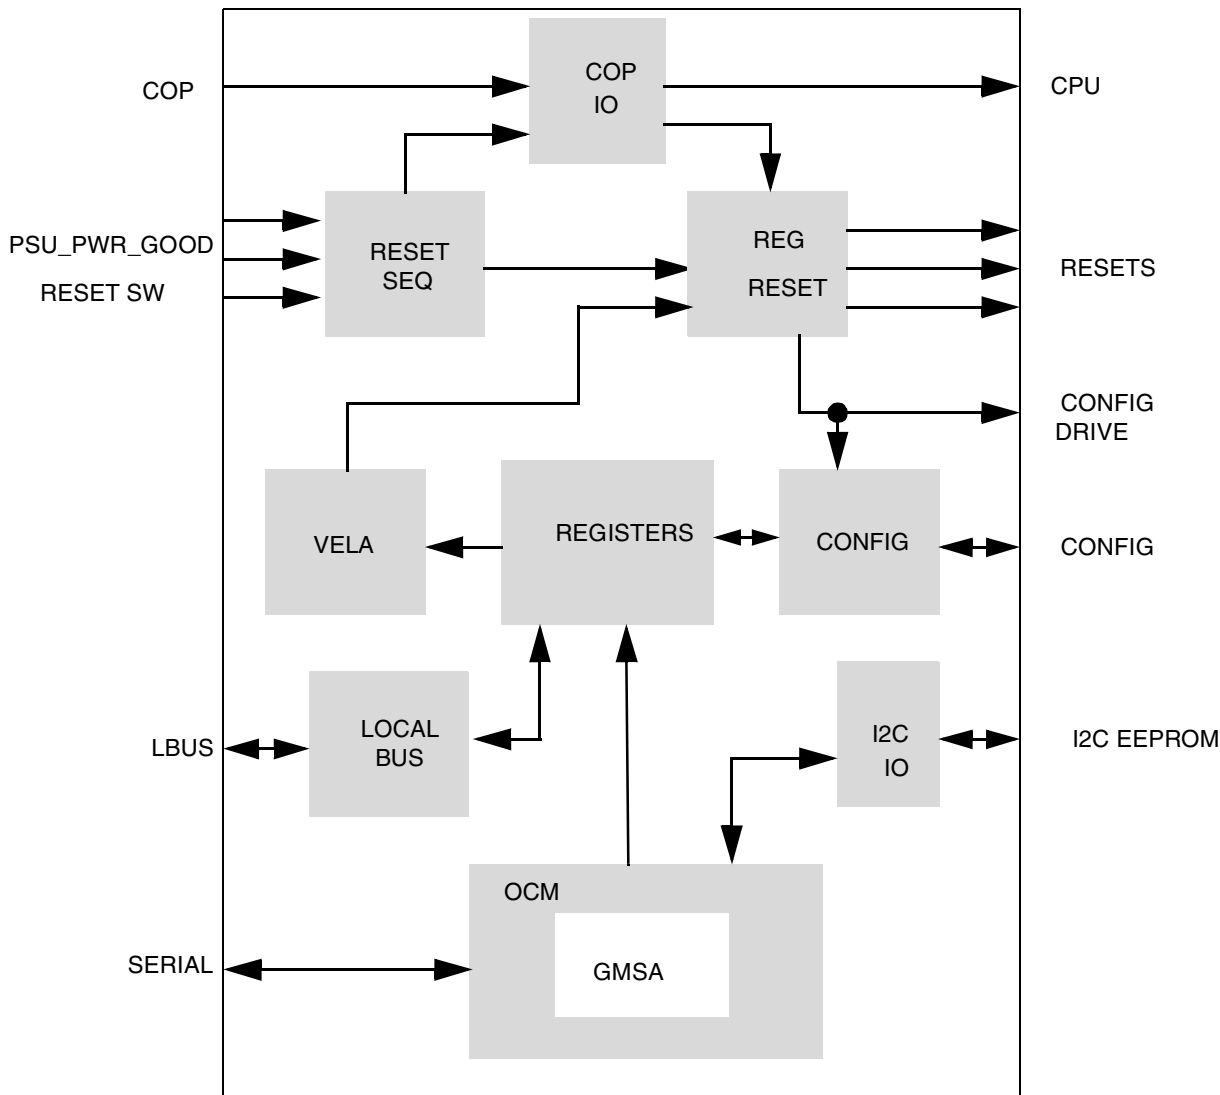 COP
COP
IO
CPU
PSU_PWR_GOOD
RESET SW
RESET
SEQ
REG
RESET
RESETS
CONFIG
DRIVE
VELA
REGISTERS
CONFIG
CONFIG
LBUS
LOCAL
BUS
I2C
IO
I2C EEPROM
OCM
SERIAL
GMSA